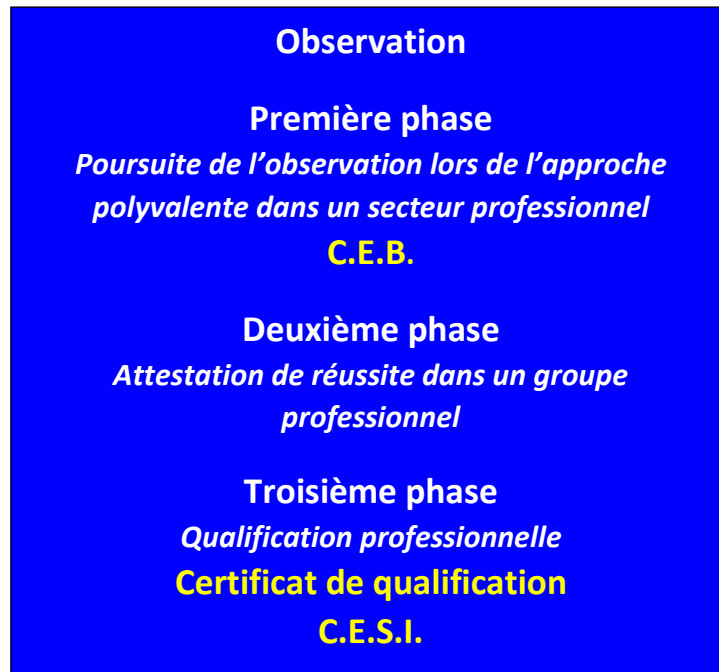 Observation
Première phase
Poursuite de l’observation lors de l’approche
polyvalente dans un secteur professionnel
C.E.B.
Deuxième phase
Attestation de réussite dans un groupe
professionnel
Troisième phase
Qualification professionnelle
Certificat de qualification
C.E.S.I.